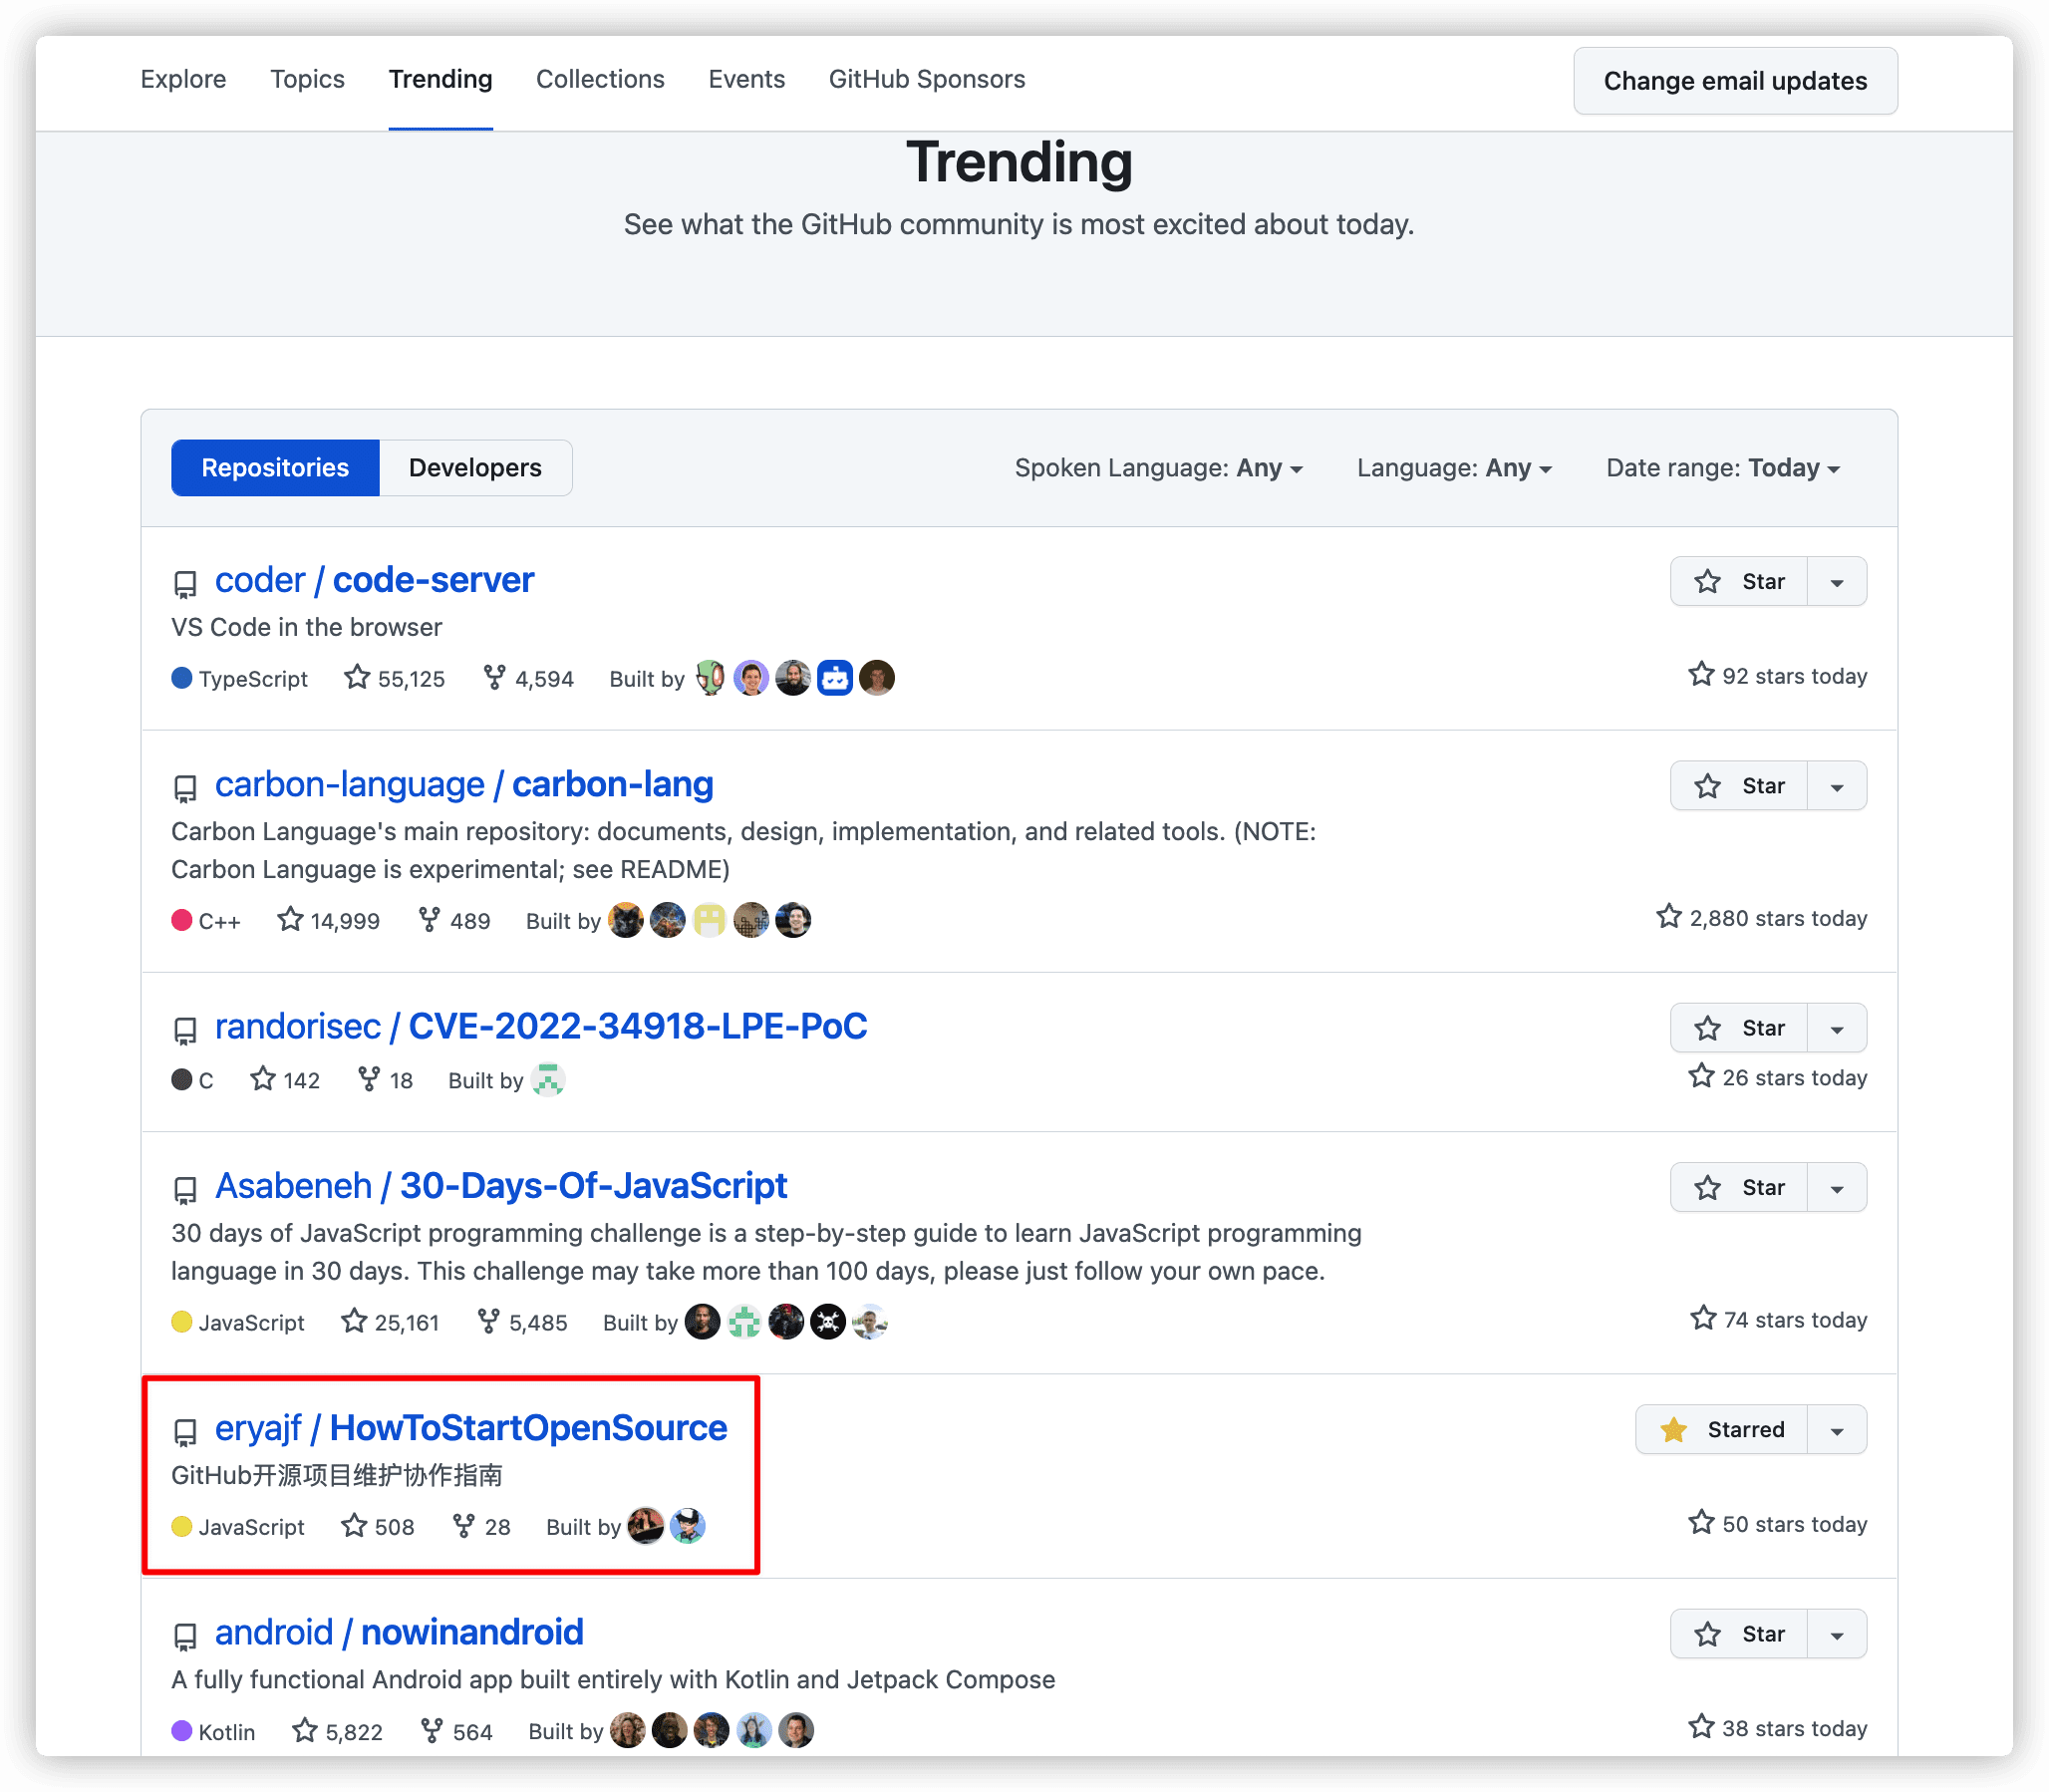 Explore Topics Trending Collections Events GitHub Sponsors Change email updates
Trending
See what the GitHub community is most excited about today.
Repositories Developers Spoken Language: Any Language: Any Date range: Today
coder / code-server Star
VS Code in the browser
TypeScript 55,125 4,594 Built by 92 stars today
carbon-language / carbon-lang Star
Carbon Language's main repository: documents, design, implementation, and related tools. (NOTE:
Carbon Language is experimental; see README)
C++ 14,999 489 Built by 2,880 stars today
randorisec / CVE-2022-34918-LPE-PoC Star
C 142 18 Built by 26 stars today
Asabeneh / 30-Days-Of-JavaScript Star
30 days of JavaScript programming challenge is a step-by-step guide to learn JavaScript programming
language in 30 days. This challenge may take more than 100 days, please just follow your own pace.
JavaScript 25,161 5,485 Built by 74 stars today
eryajf / HowToStartOpenSource Starred
GitHub开源项目维护协作指南
JavaScript 508 28 Built by 50 stars today
android / nowinandroid Star
A fully functional Android app built entirely with Kotlin and Jetpack Compose
Kotlin 5,822 564 Built by 38 stars today